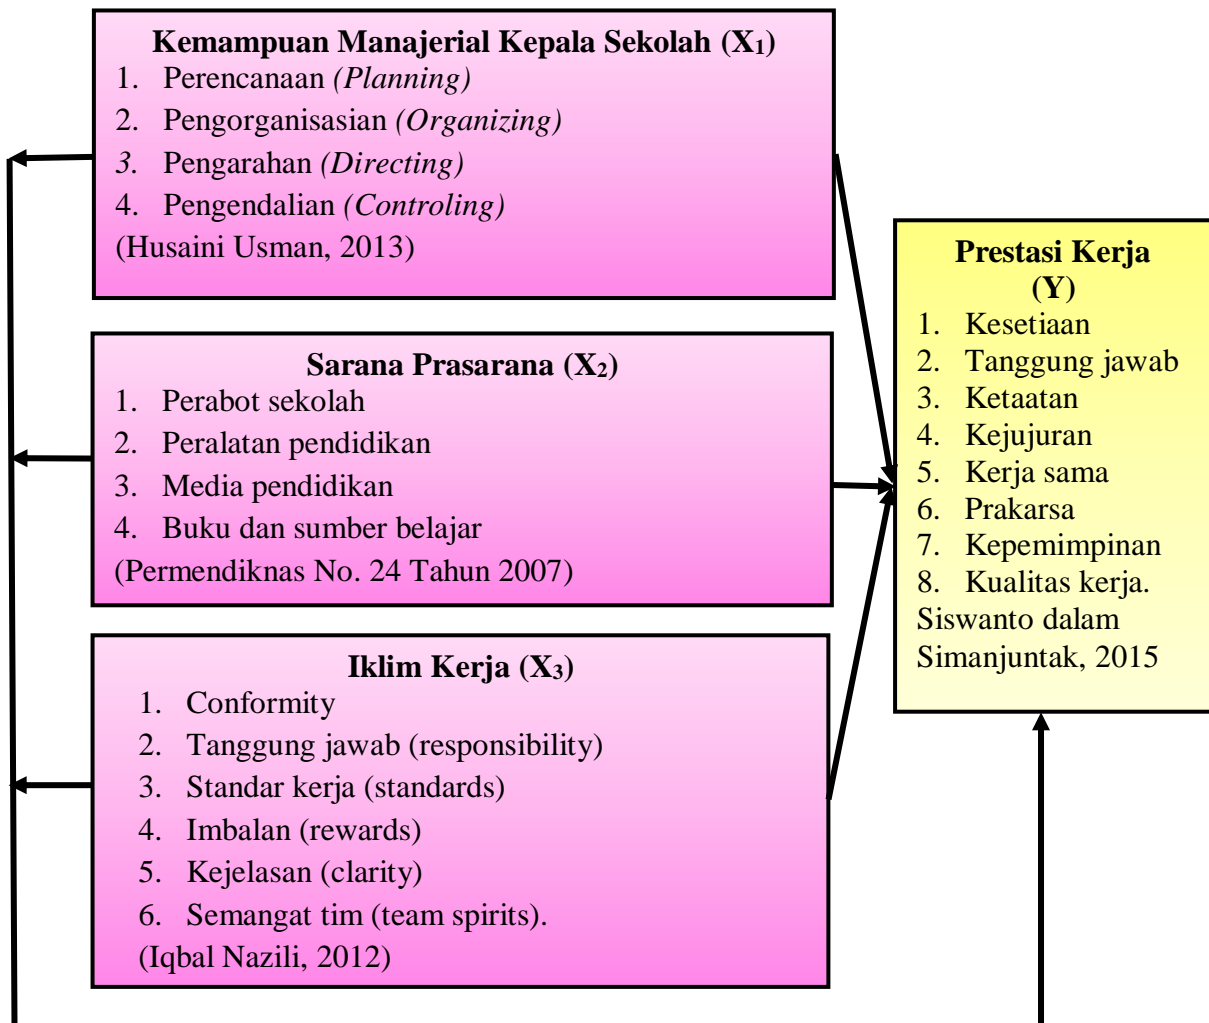 Kemampuan Manajerial Kepala Sekolah (X₁)
1. Perencanaan (Planning)
2. Pengorganisasian (Organizing)
3. Pengarahan (Directing)
4. Pengendalian (Controling)
(Husaini Usman, 2013)
Sarana Prasarana (X₂)
1. Perabot sekolah
2. Peralatan pendidikan
3. Media pendidikan
4. Buku dan sumber belajar
(Permendiknas No. 24 Tahun 2007)
Iklim Kerja (X₃)
1. Conformity
2. Tanggung jawab (responsibility)
3. Standar kerja (standards)
4. Imbalan (rewards)
5. Kejelasan (clarity)
6. Semangat tim (team spirits).
(Iqbal Nazili, 2012)
Prestasi Kerja
(Y)
1. Kesetiaan
2. Tanggung jawab
3. Ketaatan
4. Kejujuran
5. Kerja sama
6. Prakarsa
7. Kepemimpinan
8. Kualitas kerja.
Siswanto dalam
Simanjuntak, 2015